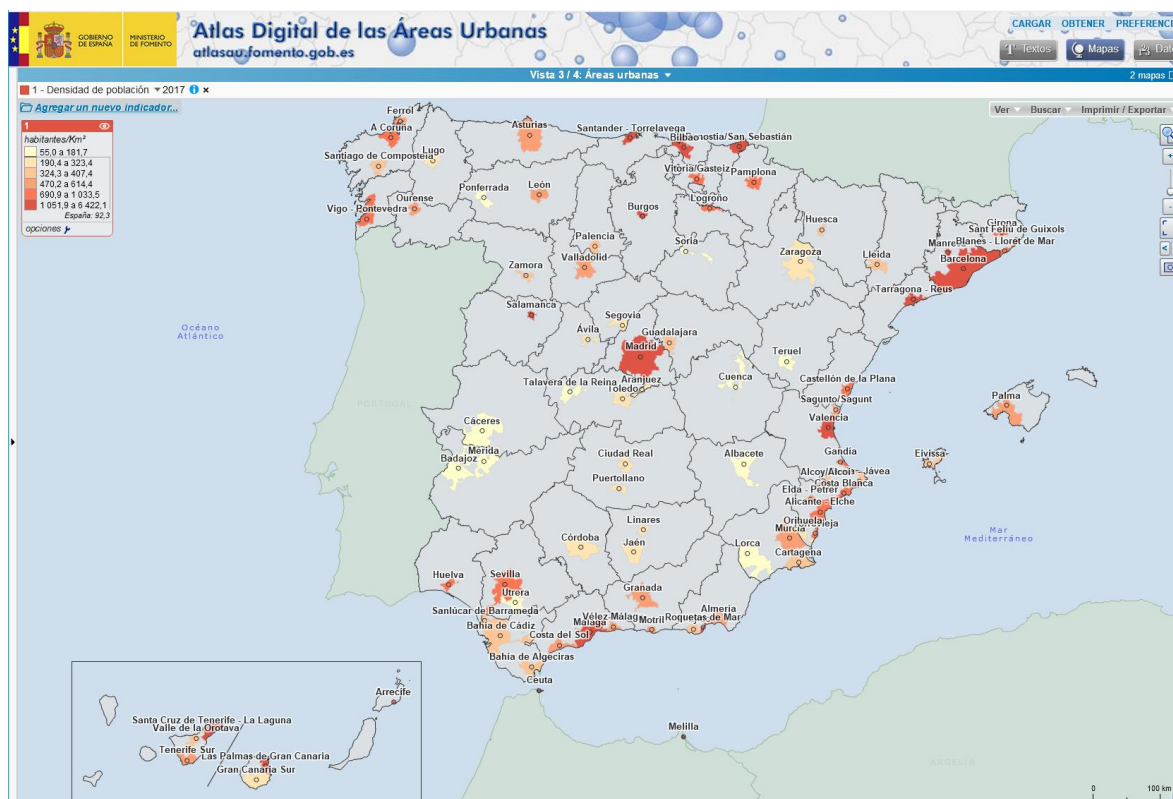 GOBIERNO DE ESPAÑA
MINISTERIO DE FOMENTO
Atlas Digital de las Áreas Urbanas
atlasau.fomento.gob.es
CARGAR OBTENER PREFERENCI
Textos Mapas Dato
Vista 3 / 4: Áreas urbanas
2 mapas
1 - Densidad de población 2017
Agregar un nuevo indicador...
Ver Buscar Imprimir / Exportar
1
habitantes/Km²
55,0 a 181,7
190,4 a 323,4
324,3 a 407,4
470,2 a 614,4
690,9 a 1 033,5
1 051,9 a 6 422,1
España: 92,3
opciones
Ferrol
A Coruña
Asturias
Santander - Torrelavega
Donostia/San Sebastián
Santiago de Compostela
Lugo
Vitoria/Gasteiz
Pamplona
Ponferrada
León
Logroño
Vigo - Pontevedra
Ourense
Burgos
Huesca
Girona
Sant Feliu de Guíxols
Blanes - Lloret de Mar
Palencia
Soria
Zaragoza
Lleida
Barcelona
Valladolid
Zamora
Tarragona - Reus
Salamanca
Segovia
Océano
Atlántico
Ávila
Guadalajara
Madrid
Teruel
Talavera de la Reina
Aranjuez
Toledo
Cuenca
Castellón de la Plana
PORTUGAL
Sagunto/Sagunt
Palma
Cáceres
Valencia
Mérida
Badajoz
Ciudad Real
Albacete
Gandía
Eivissa
Puertollano
Alcoy/Alcoi
Jávea
Costa Blanca
Elda - Petrer
Alicante - Elche
Linares
Orihuela
Mar
Mediterráneo
Córdoba
Jaén
Lorca
Murcia
Cartagena
Huelva
Sevilla
Utrera
Granada
Sanlúcar de Barrameda
Almería
Vélez-Málaga
Motril
Roquetas de Mar
Málaga
Bahía de Cádiz
Costa del Sol
Bahía de Algeciras
Ceuta
Arrecife
Santa Cruz de Tenerife - La Laguna
Valle de la Orotava
Melilla
Tenerife Sur
Las Palmas de Gran Canaria
Gran Canaria Sur
ARGELIA
0 100 km